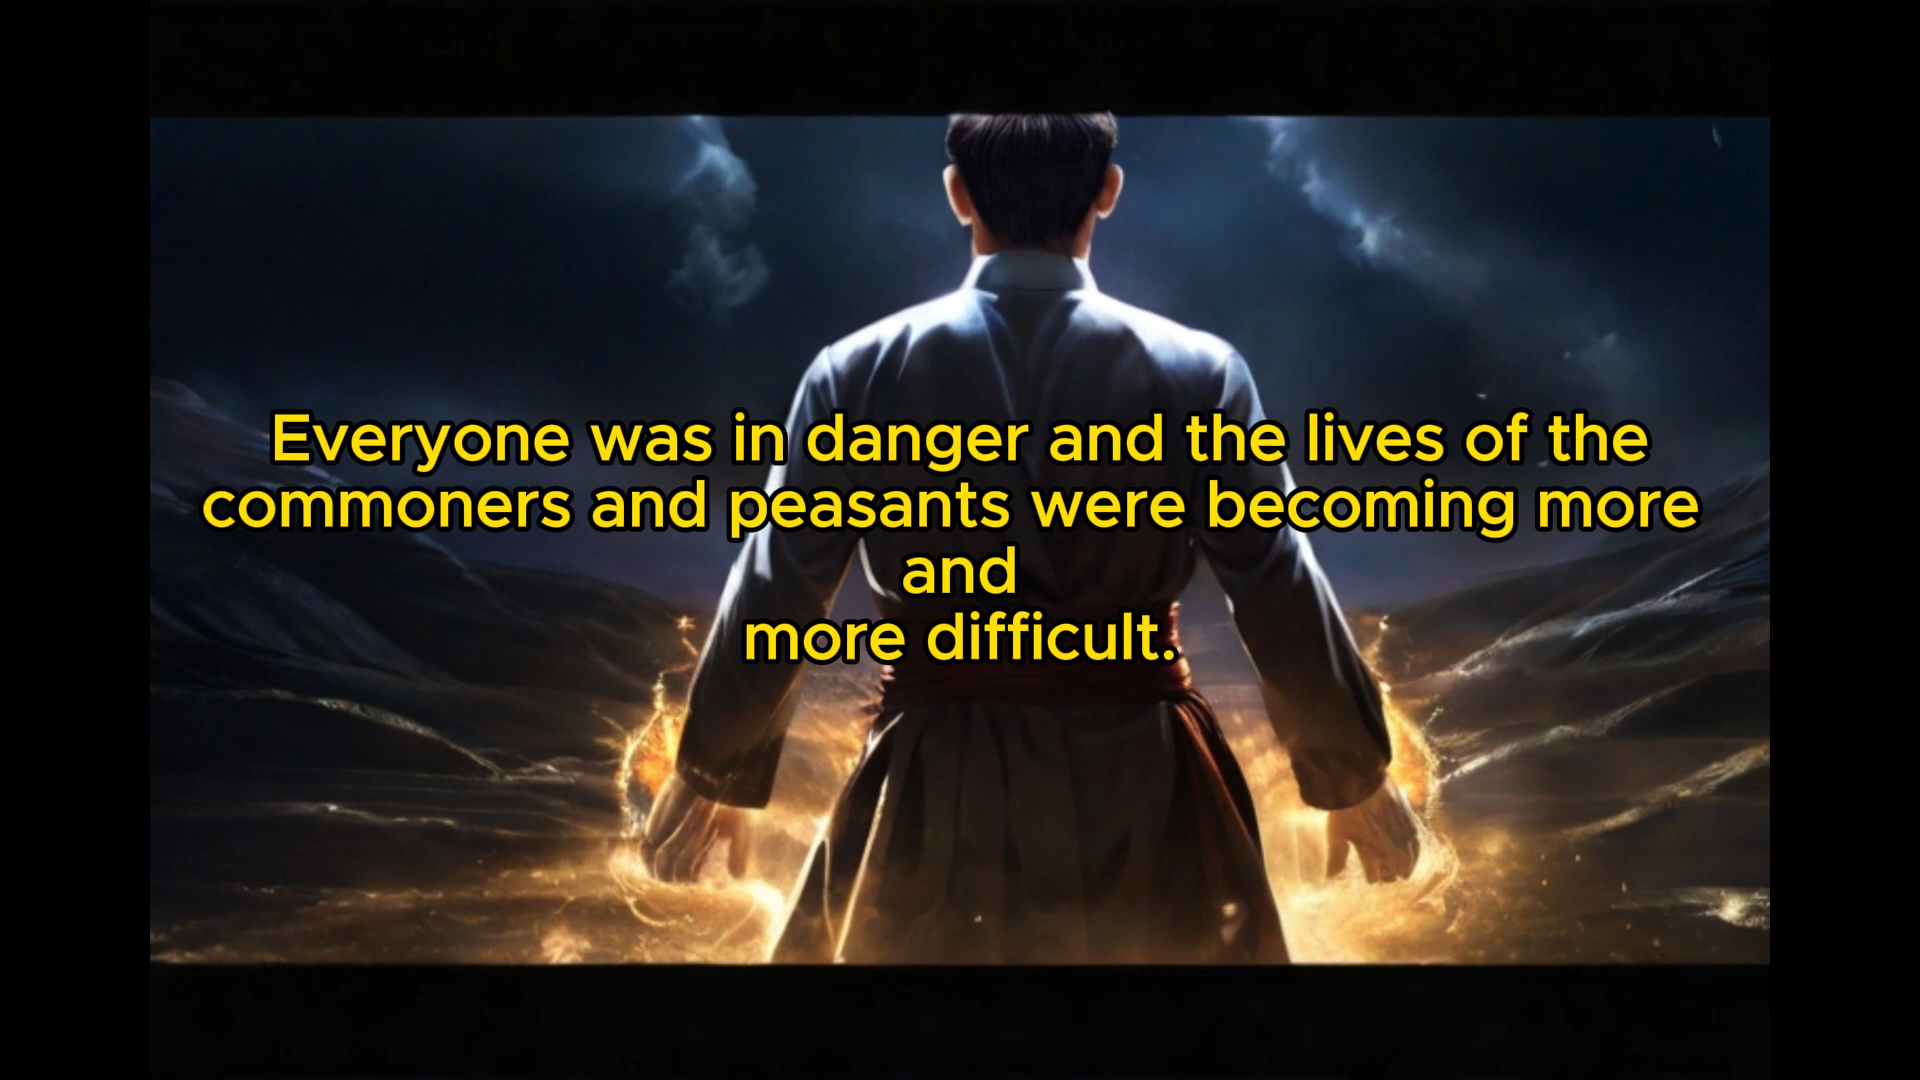 Everyone was in danger and the lives of the
commoners and peasants were becoming more
and
more difficult.